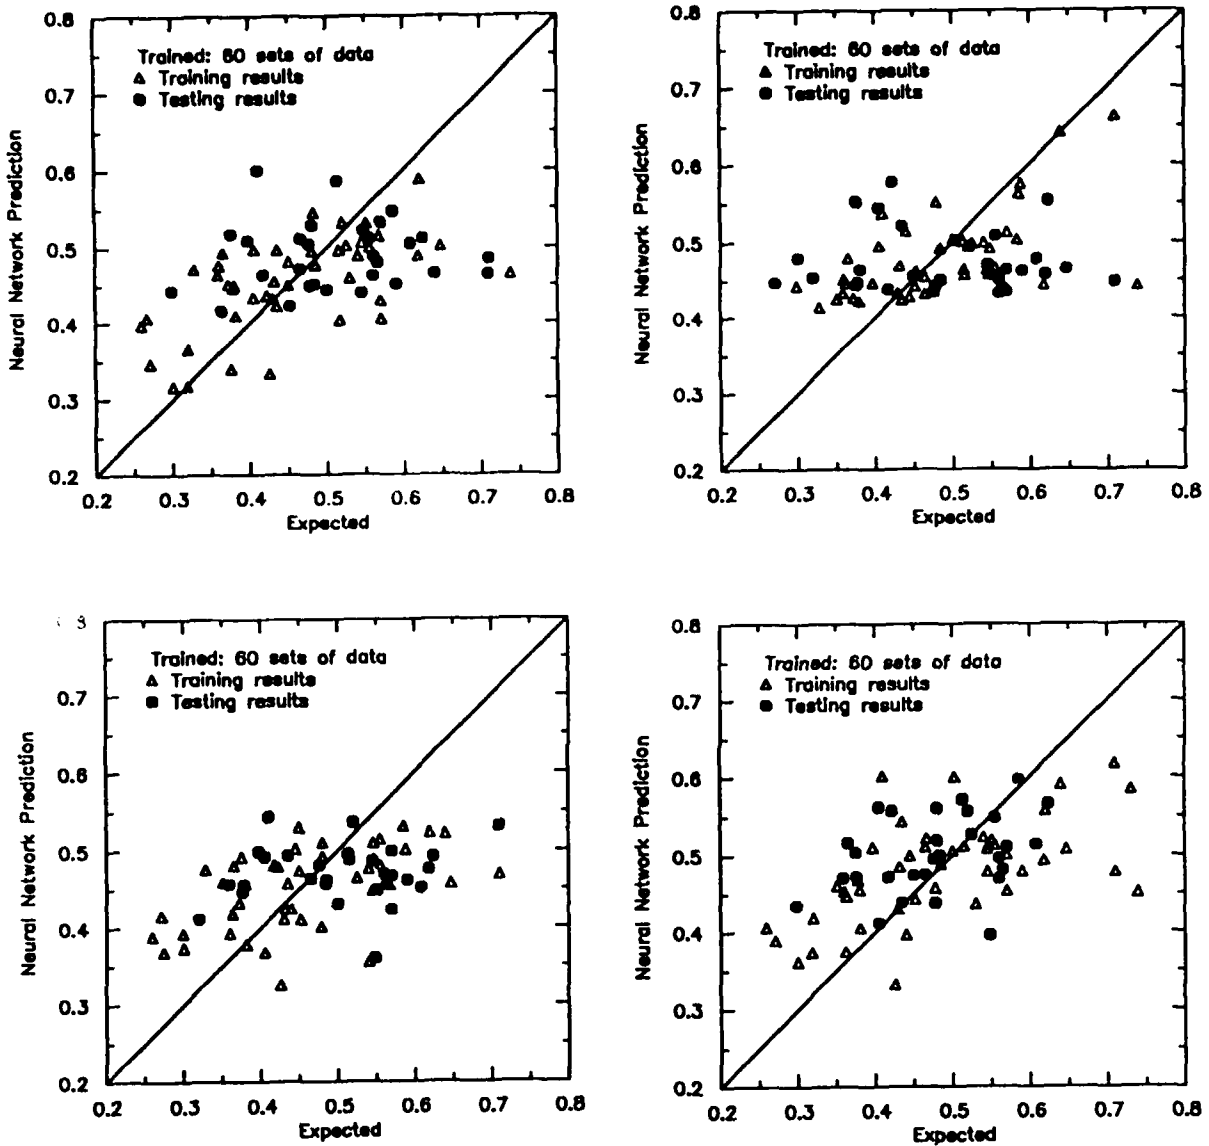 0.8
0.7
0.6
0.5
0.4
0.3
0.2
Neural Network Prediction
Trained: 60 sets of data
Training results
Testing results
0.2 0.3 0.4 0.5 0.6 0.7 0.8
Expected
0.8
0.7
0.6
0.5
0.4
0.3
0.2
Neural Network Prediction
Trained: 60 sets of data
Training results
Testing results
0.2 0.3 0.4 0.5 0.6 0.7 0.8
Expected
8
0.7
0.6
0.5
0.4
0.3
0.2
Neural Network Prediction
Trained: 60 sets of data
Training results
Testing results
0.2 0.3 0.4 0.5 0.6 0.7 0.8
Expected
0.8
0.7
0.6
0.5
0.4
0.3
0.2
Neural Network Prediction
Trained: 60 sets of data
Training results
Testing results
0.2 0.3 0.4 0.5 0.6 0.7 0.8
Expected